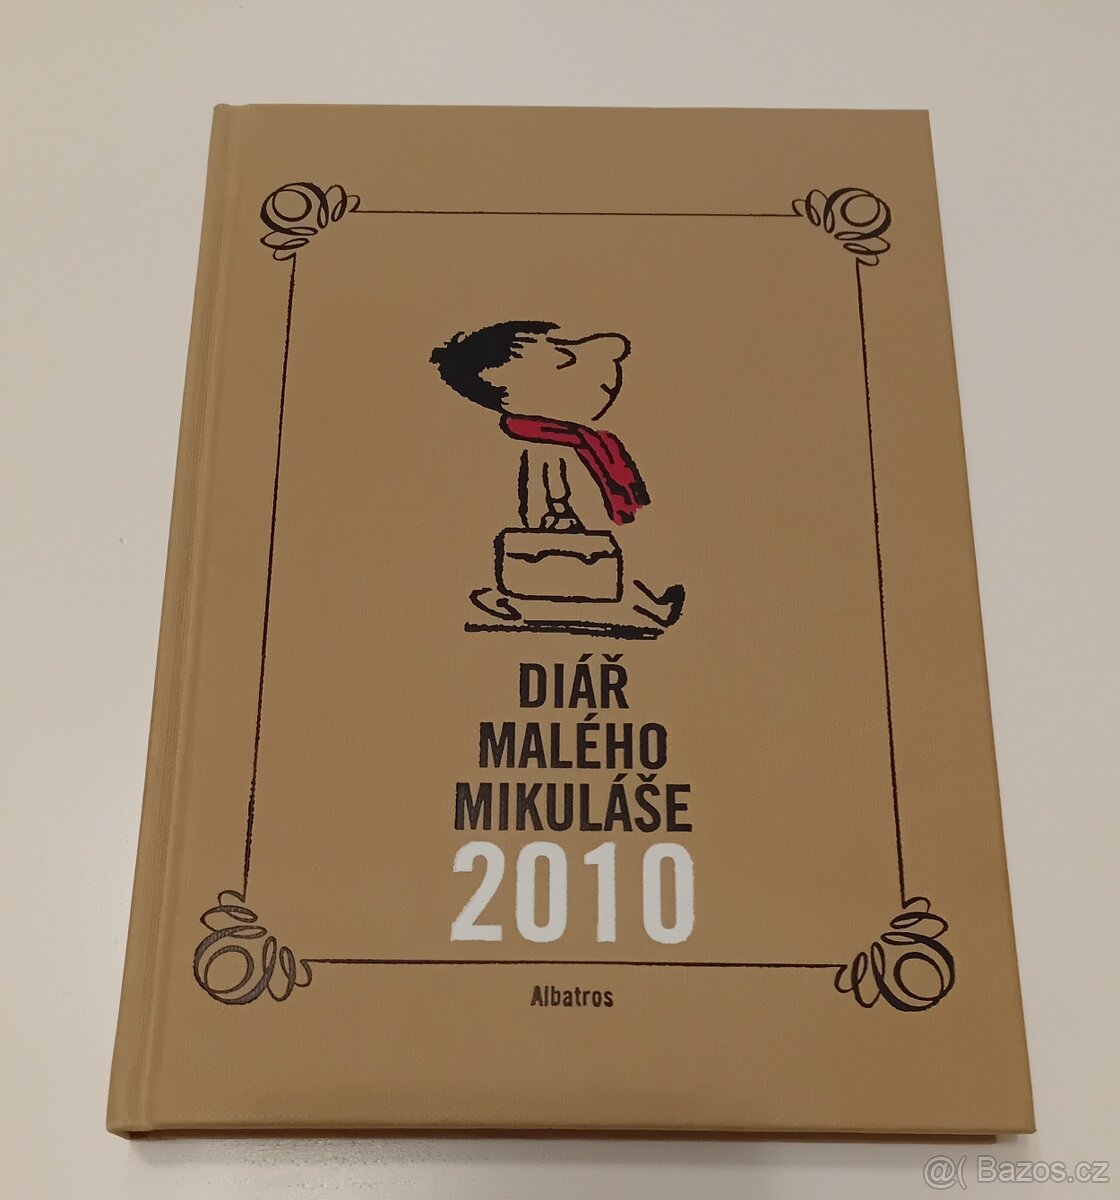 DIÁŘ
MALÉHO
MIKULÁŠE
2010
Albatros
@( Bazos.cz